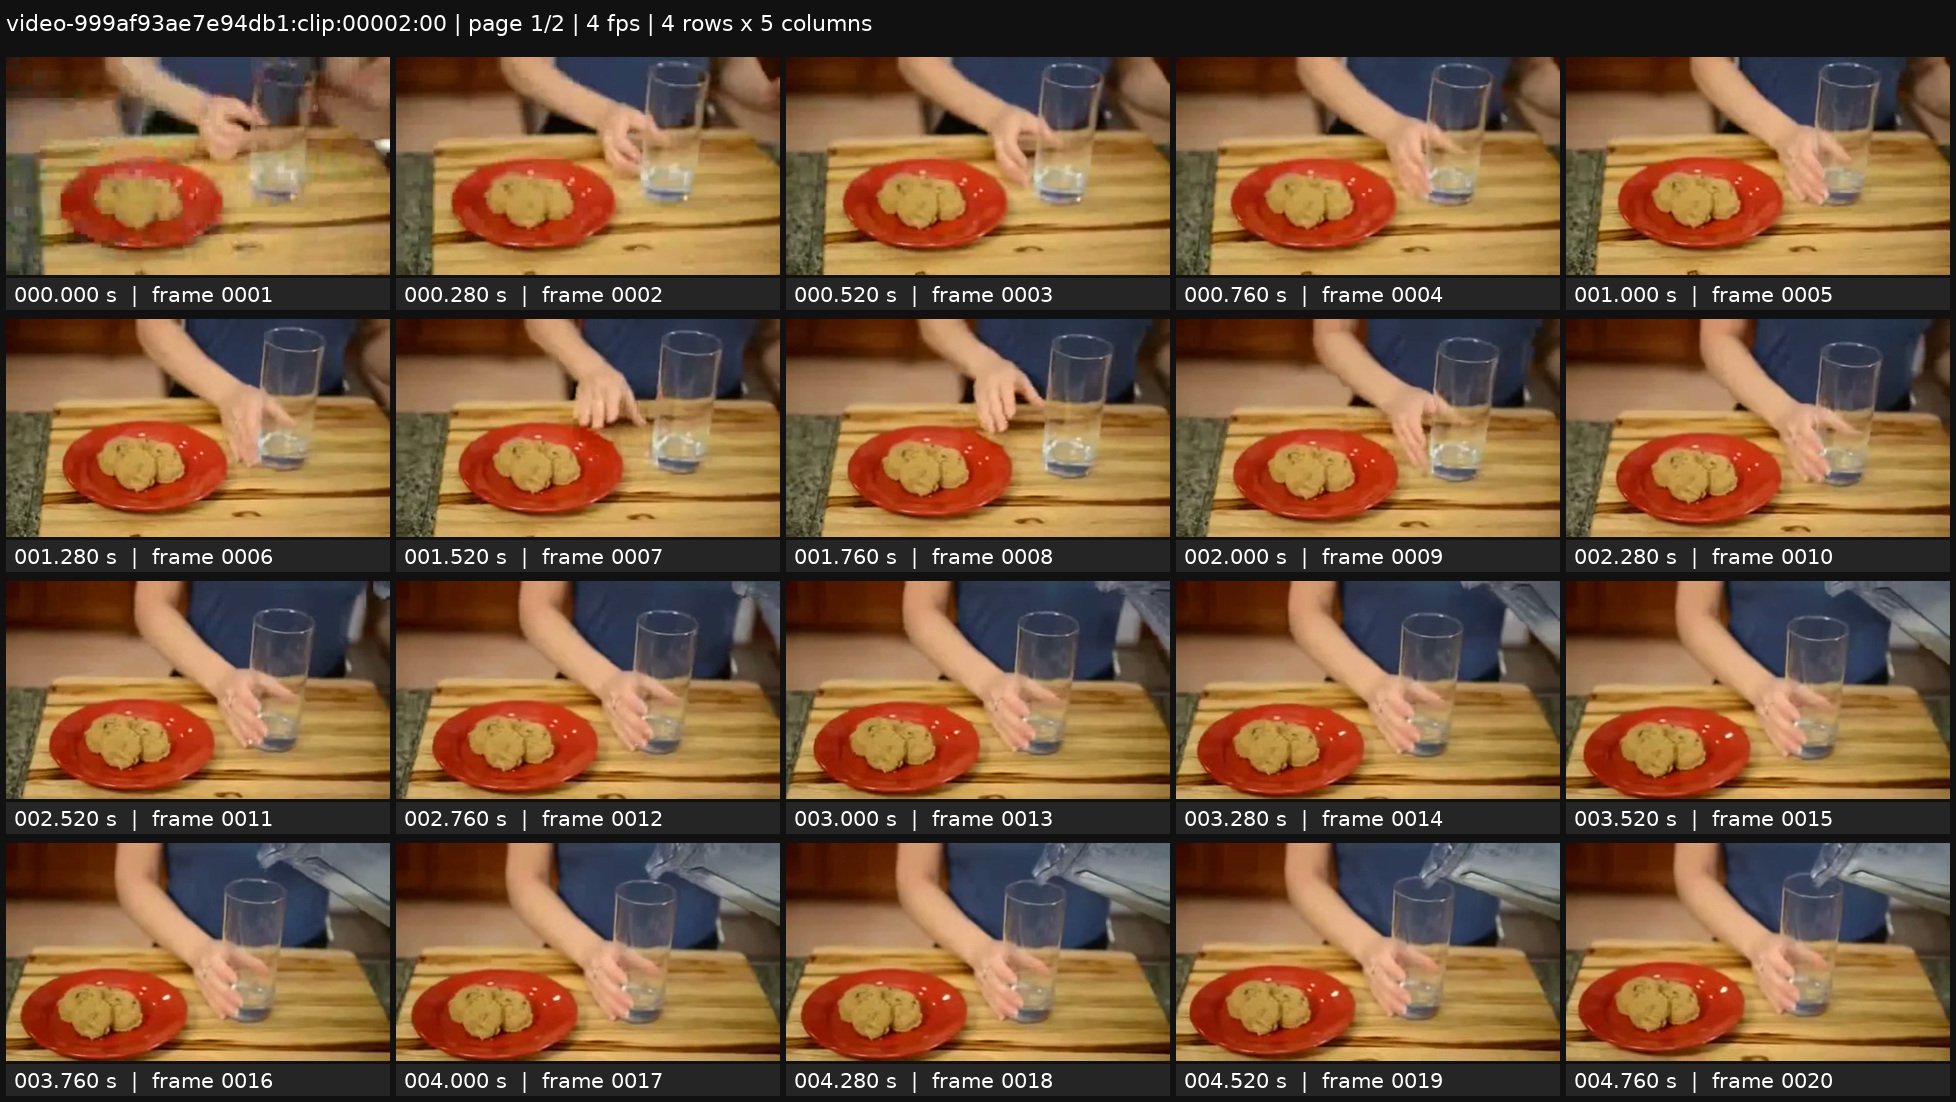 video-999af93ae7e94db1:clip:00002:00 | page 1/2 | 4 fps | 4 rows x 5 columns
000.000 s | frame 0001
000.280 s | frame 0002
000.520 s | frame 0003
000.760 s | frame 0004
001.000 s | frame 0005
001.280 s | frame 0006
001.520 s | frame 0007
001.760 s | frame 0008
002.000 s | frame 0009
002.280 s | frame 0010
002.520 s | frame 0011
002.760 s | frame 0012
003.000 s | frame 0013
003.280 s | frame 0014
003.520 s | frame 0015
003.760 s | frame 0016
004.000 s | frame 0017
004.280 s | frame 0018
004.520 s | frame 0019
004.760 s | frame 0020